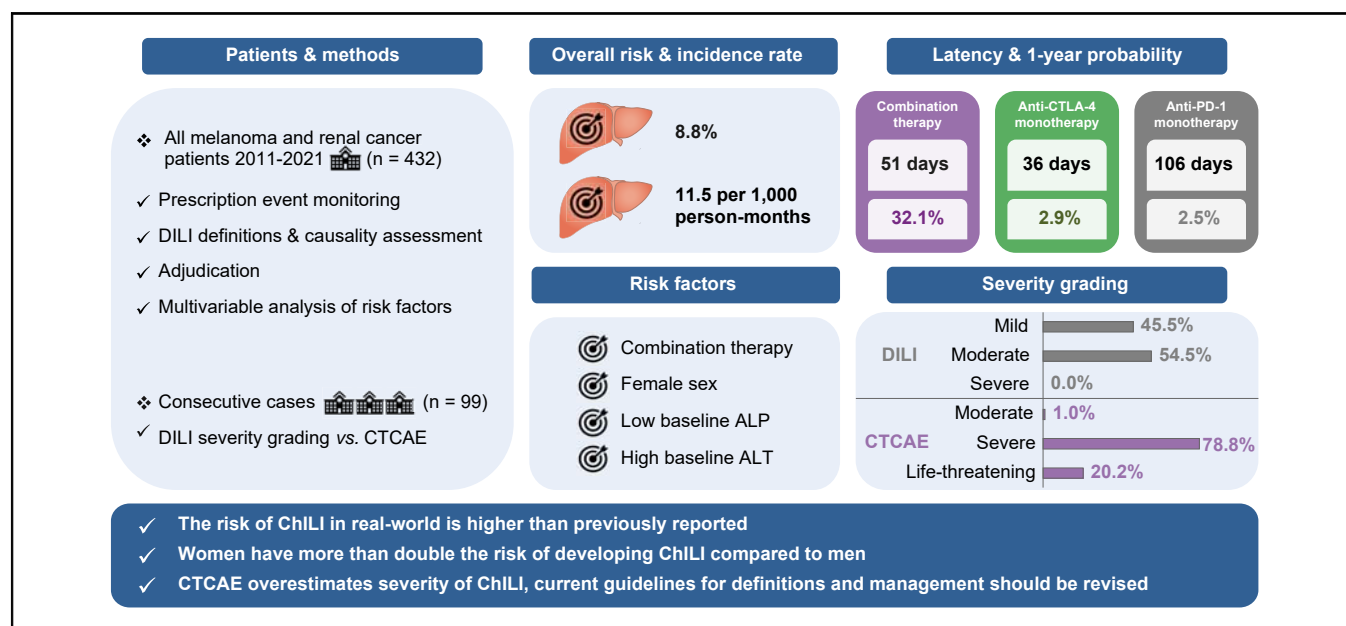 Patients & methods
❖ All melanoma and renal cancer
patients 2011-2021 (n = 432)
✓ Prescription event monitoring
✓ DILI definitions & causality assessment
✓ Adjudication
✓ Multivariable analysis of risk factors
❖ Consecutive cases (n = 99)
✓ DILI severity grading vs. CTCAE
Overall risk & incidence rate
8.8%
11.5 per 1,000
person-months
Risk factors
Combination therapy
Female sex
Low baseline ALP
High baseline ALT
Latency & 1-year probability
Combination
therapy
51 days
32.1%
Anti-CTLA-4
monotherapy
36 days
2.9%
Anti-PD-1
monotherapy
106 days
2.5%
Severity grading
DILI
Mild 45.5%
Moderate 54.5%
Severe 0.0%
CTCAE
Moderate 1.0%
Severe 78.8%
Life-threatening 20.2%
✓ The risk of ChILI in real-world is higher than previously reported
✓ Women have more than double the risk of developing ChILI compared to men
✓ CTCAE overestimates severity of ChILI, current guidelines for definitions and management should be revised